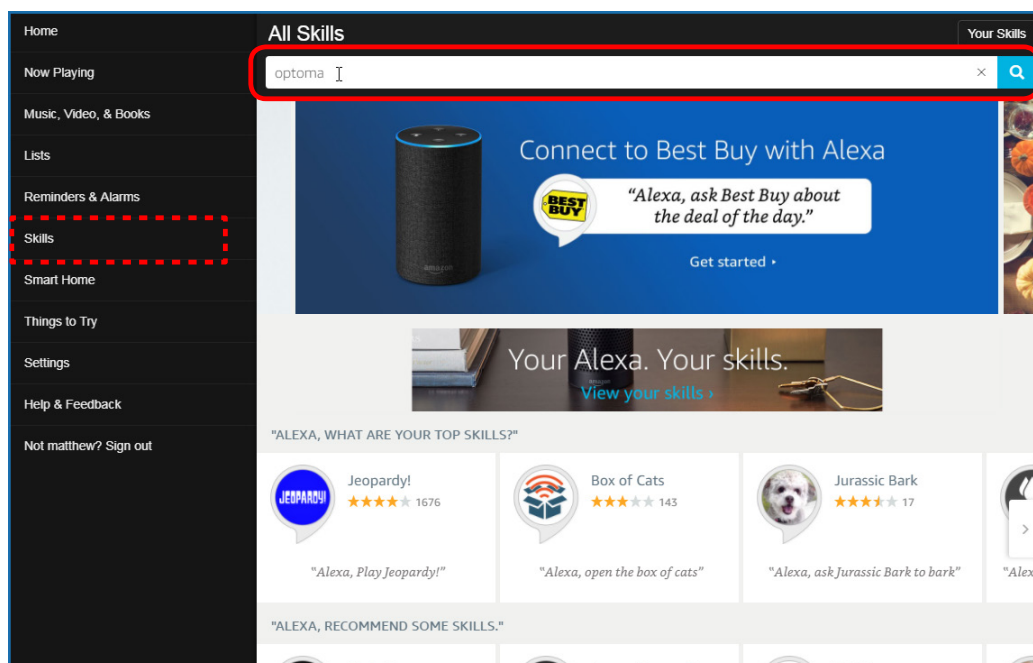 Home
Now Playing
Music, Video, & Books
Lists
Reminders & Alarms
Skills
Smart Home
Things to Try
Settings
Help & Feedback
Not matthew? Sign out
All Skills
Your Skills
optoma
Connect to Best Buy with Alexa
BEST
BUY
“Alexa, ask Best Buy about
the deal of the day.”
Get started ›
amazon
Your Alexa. Your skills.
View your skills ›
"ALEXA, WHAT ARE YOUR TOP SKILLS?"
JEOPARDY!
Jeopardy!
1676
"Alexa, Play Jeopardy!"
Box of Cats
143
"Alexa, open the box of cats"
Jurassic Bark
17
"Alexa, ask Jurassic Bark to bark"
"ALEXA, RECOMMEND SOME SKILLS."